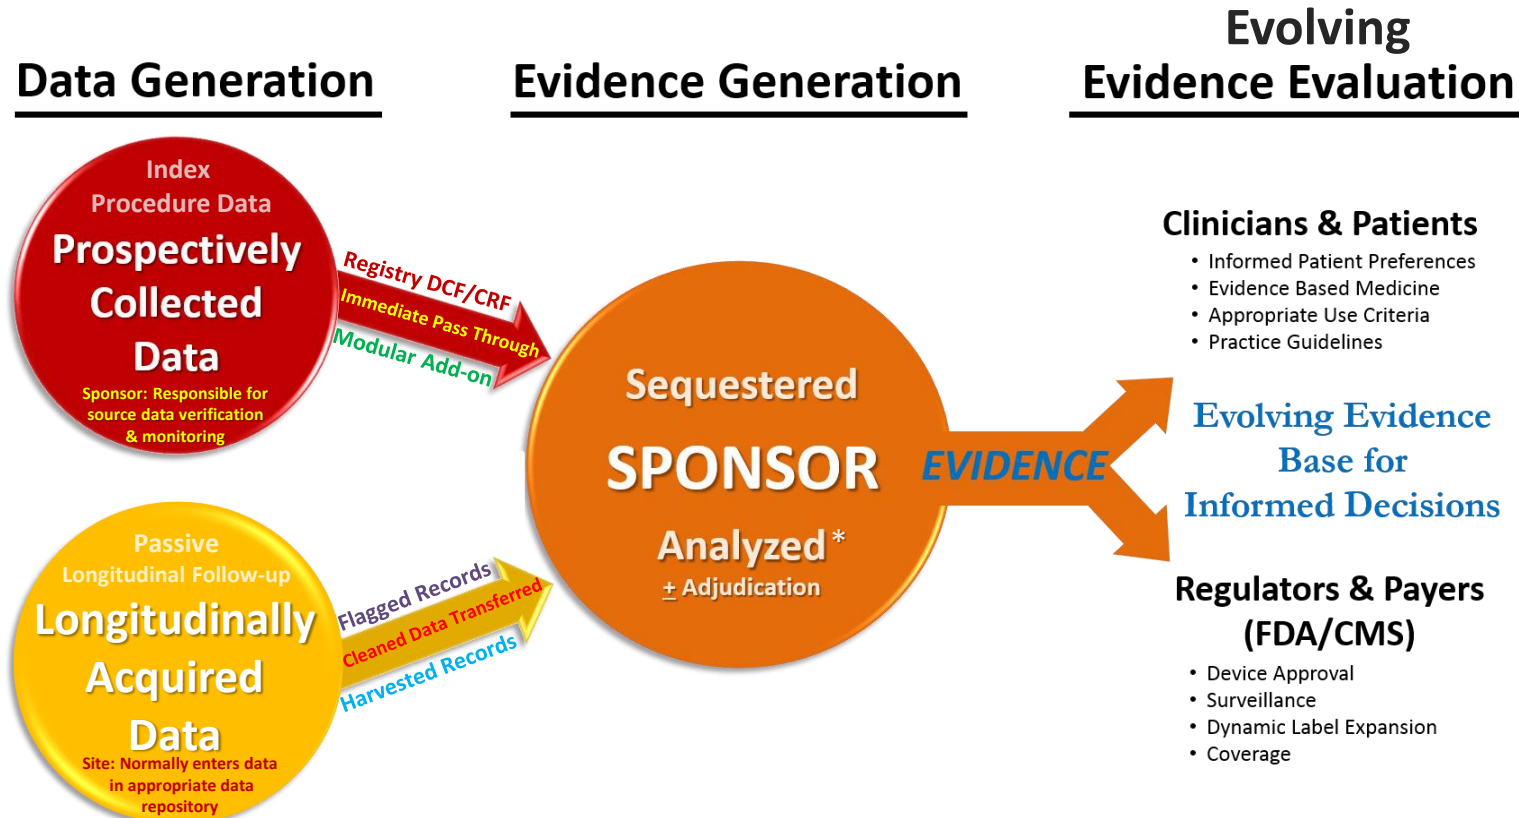 Data Generation
Evidence Generation
Evolving
Evidence Evaluation
Index
Procedure Data
Prospectively
Collected
Data
Sponsor: Responsible for
source data verification
& monitoring
Registry DCF/CRF
Immediate Pass Through
Modular Add-on
Passive
Longitudinal Follow-up
Longitudinally
Acquired
Data
Site: Normally enters data
in appropriate data
repository
Flagged Records
Cleaned Data Transferred
Harvested Records
Sequestered
SPONSOR
Analyzed*
± Adjudication
EVIDENCE
Clinicians & Patients
• Informed Patient Preferences
• Evidence Based Medicine
• Appropriate Use Criteria
• Practice Guidelines
Evolving Evidence
Base for
Informed Decisions
Regulators & Payers
(FDA/CMS)
• Device Approval
• Surveillance
• Dynamic Label Expansion
• Coverage